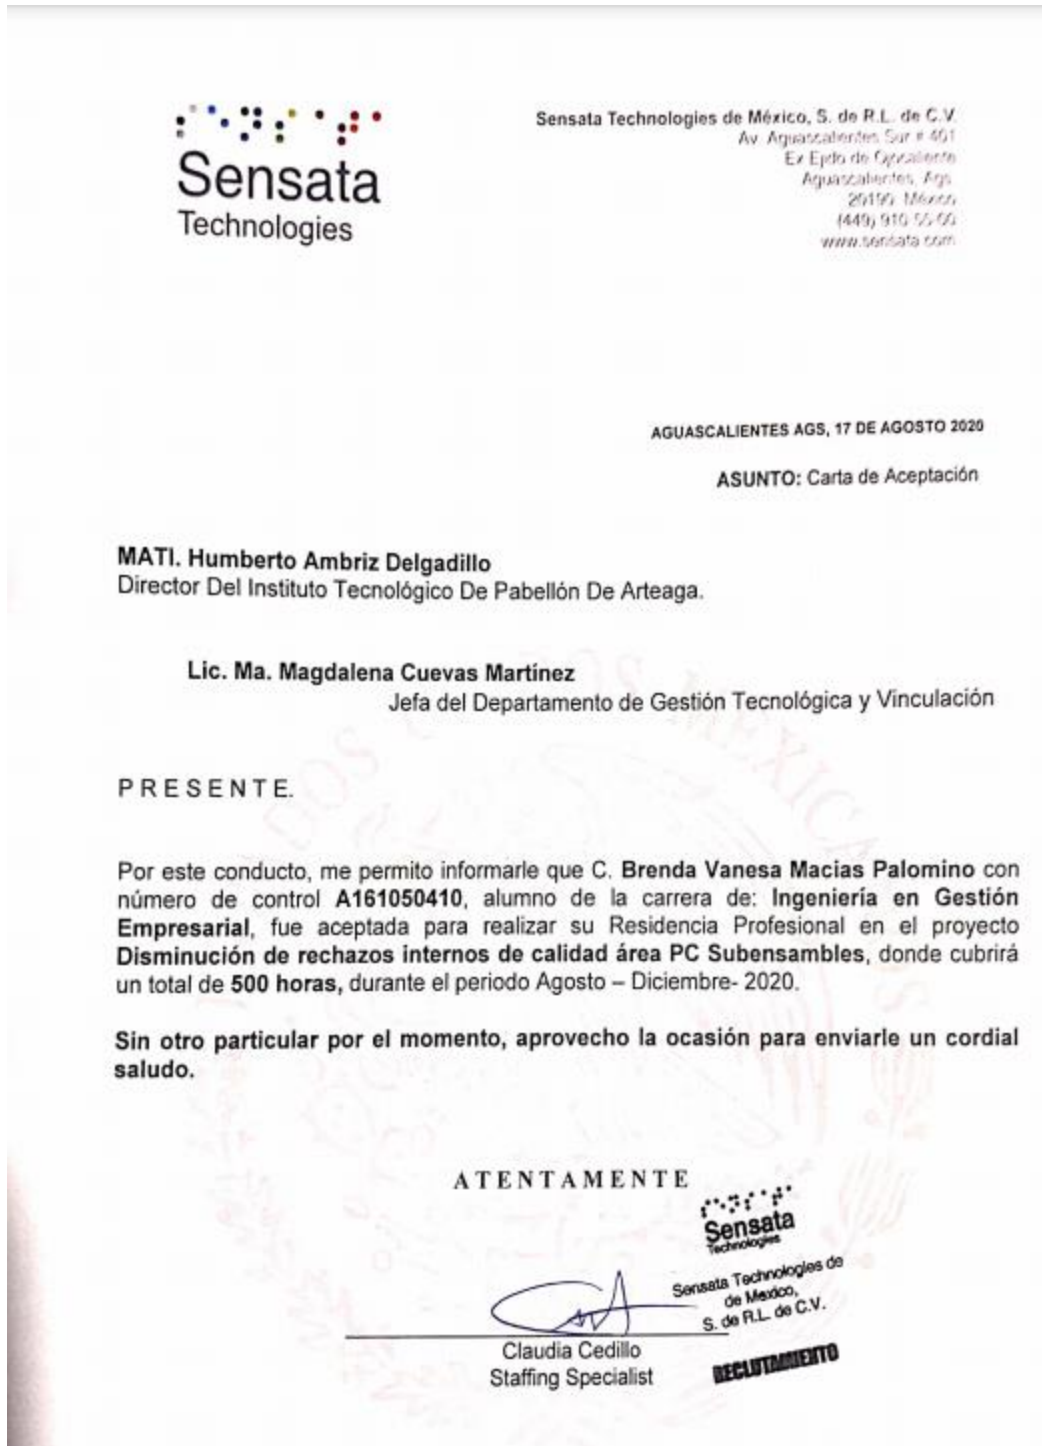 Sensata
Technologies
Sensata Technologies de México, S. de R.L. de C.V.
Av. Aguascalientes Sur # 401
Ex Ejido de Ojocaliente
Aguascalientes, Ags.
20190 México
(449) 910 55 00
www.sensata.com
AGUASCALIENTES AGS, 17 DE AGOSTO 2020
ASUNTO: Carta de Aceptación
MATI. Humberto Ambriz Delgadillo
Director Del Instituto Tecnológico De Pabellón De Arteaga.
Lic. Ma. Magdalena Cuevas Martínez
Jefa del Departamento de Gestión Tecnológica y Vinculación
P R E S E N T E.
Por este conducto, me permito informarle que C. Brenda Vanesa Macias Palomino con
número de control A161050410, alumno de la carrera de: Ingeniería en Gestión
Empresarial, fue aceptada para realizar su Residencia Profesional en el proyecto
Disminución de rechazos internos de calidad área PC Subensambles, donde cubrirá
un total de 500 horas, durante el periodo Agosto – Diciembre- 2020.
Sin otro particular por el momento, aprovecho la ocasión para enviarle un cordial
saludo.
ATENTAMENTE
Sensata
Technologies
Sensata Technologies de
de Mexico,
S. de R.L. de C.V.
RECLUTAMIENTO
Claudia Cedillo
Staffing Specialist